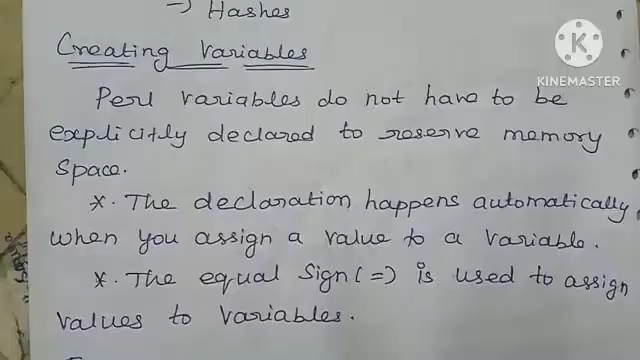 → Hashes
Creating Variables
KINEMASTER
Perl variables do not have to be
explicitly declared to reserve memory
space.
*. The declaration happens automatically
when you assign a value to a variable.
*. The equal Sign (=) is used to assign
values to variables.